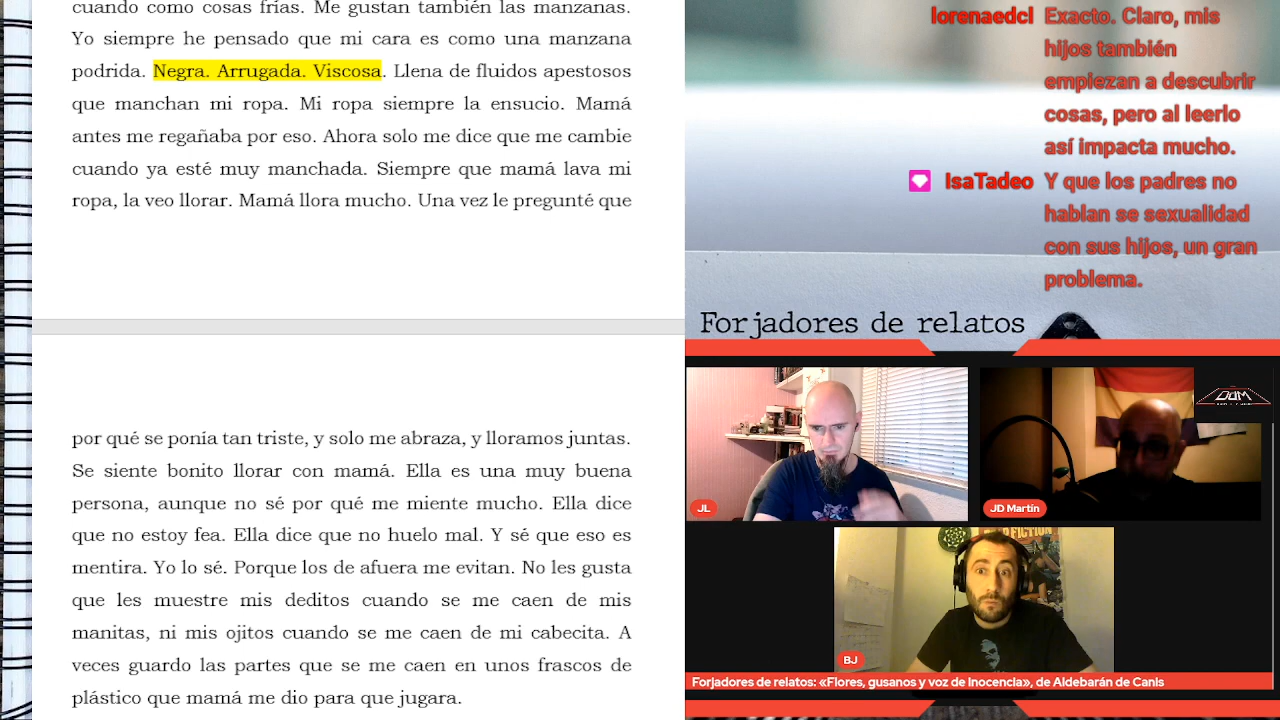 cuando como cosas frías. Me gustan también las manzanas.
Yo siempre he pensado que mi cara es como una manzana
podrida. Negra. Arrugada. Viscosa. Llena de fluidos apestosos
que manchan mi ropa. Mi ropa siempre la ensucio. Mamá
antes me regañaba por eso. Ahora solo me dice que me cambie
cuando ya esté muy manchada. Siempre que mamá lava mi
ropa, la veo llorar. Mamá llora mucho. Una vez le pregunté que
por qué se ponía tan triste, y solo me abraza, y lloramos juntas.
Se siente bonito llorar con mamá. Ella es una muy buena
persona, aunque no sé por qué me miente mucho. Ella dice
que no estoy fea. Ella dice que no huelo mal. Y sé que eso es
mentira. Yo lo sé. Porque los de afuera me evitan. No les gusta
que les muestre mis deditos cuando se me caen de mis
manitas, ni mis ojitos cuando se me caen de mi cabecita. A
veces guardo las partes que se me caen en unos frascos de
plástico que mamá me dio para que jugara.
lorenaedcl Exacto. Claro, mis
hijos también
empiezan a descubrir
cosas, pero al leerlo
así impacta mucho.
IsaTadeo Y que los padres no
hablan se sexualidad
con sus hijos, un gran
problema.
Forjadores de relatos
JL
JD Martín
BJ
Forjadores de relatos: «Flores, gusanos y voz de inocencia», de Aldebarán de Canis